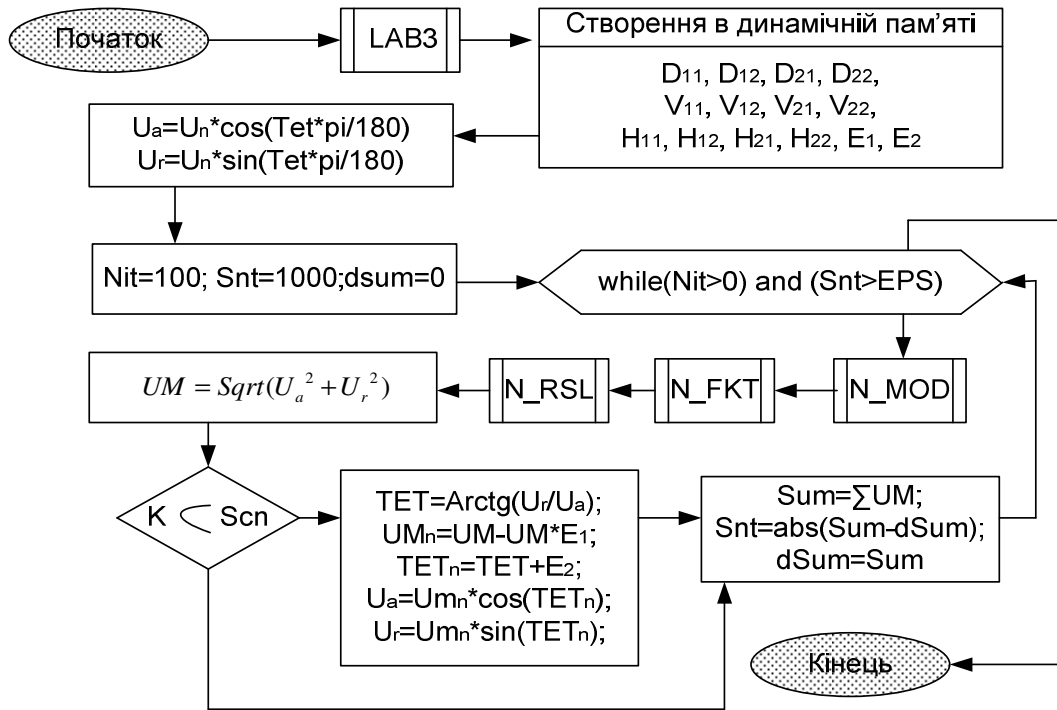 Початок
LAB3
Створення в динамічній пам’яті
D11, D12, D21, D22,
V11, V12, V21, V22,
H11, H12, H21, H22, E1, E2
Ua=Un*cos(Tet*pi/180)
Ur=Un*sin(Tet*pi/180)
Nit=100; Snt=1000;dsum=0
while(Nit>0) and (Snt>EPS)
N_MOD
N_FKT
N_RSL
UM = Sqrt(Ua² + Ur²)
K ⊂ Scn
TET=Arctg(Ur/Ua);
UMn=UM-UM*E1;
TETn=TET+E2;
Ua=Umn*cos(TETn);
Ur=Umn*sin(TETn);
Sum=∑UM;
Snt=abs(Sum-dSum);
dSum=Sum
Кінець